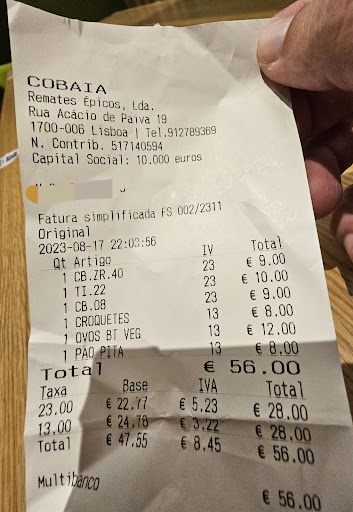 COBAIA
Remates Épicos, Lda.
Rua Acácio de Paiva 19
1700-006 Lisboa | Tel.912789369
N. Contrib. 517140594
Capital Social: 10.000 euros
Fatura simplificada FS 002/2311
Original
2023-08-17 22:03:56
Qt Artigo IV Total
1 CB.ZR.40 23 € 9.00
1 TI.22 23 € 10.00
1 CB.08 23 € 9.00
1 CROQUETES 13 € 8.00
1 OVOS BT VEG 13 € 12.00
1 PÃO PITA 13 € 8.00
Total € 56.00
Taxa Base IVA Total
23.00 € 22.77 € 5.23 € 28.00
13.00 € 24.78 € 3.22 € 28.00
Total € 47.55 € 8.45 € 56.00
Multibanco € 56.00